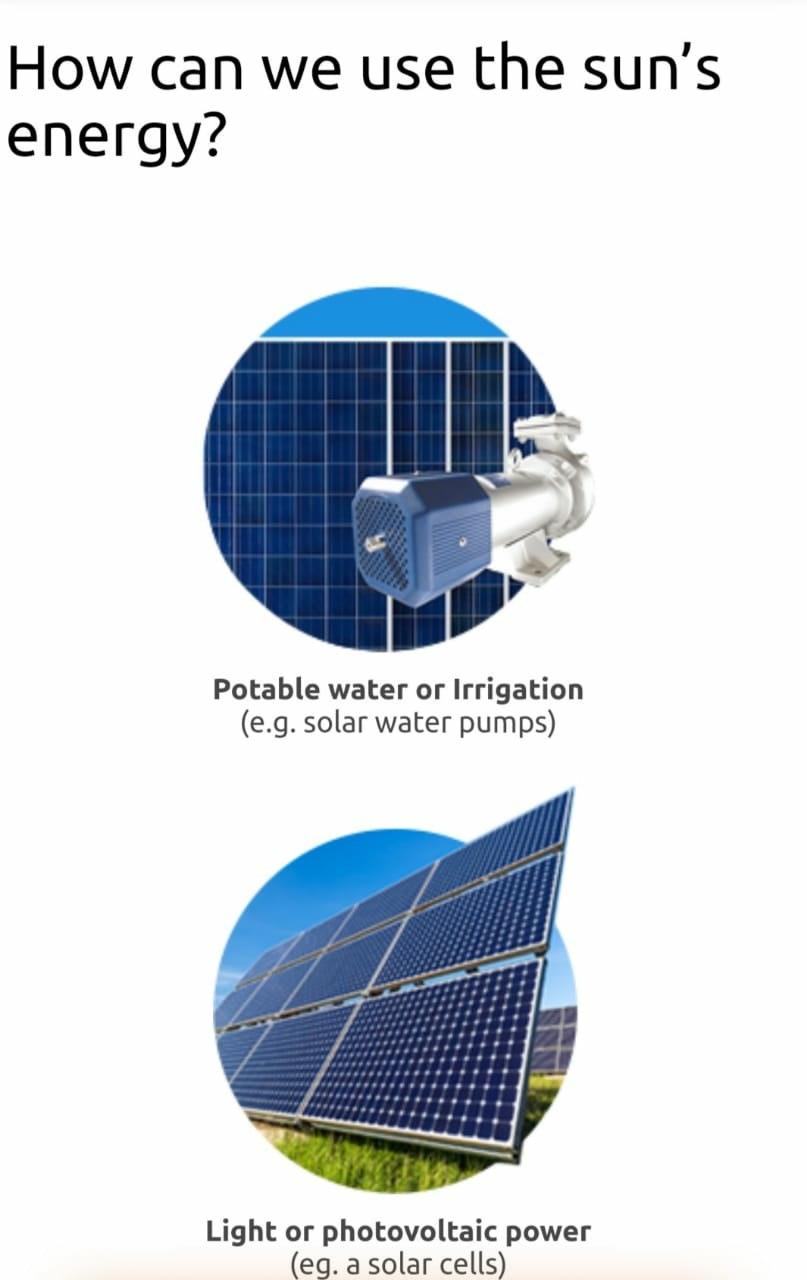 How can we use the sun’s
energy?
Potable water or Irrigation
(e.g. solar water pumps)
Light or photovoltaic power
(eg. a solar cells)